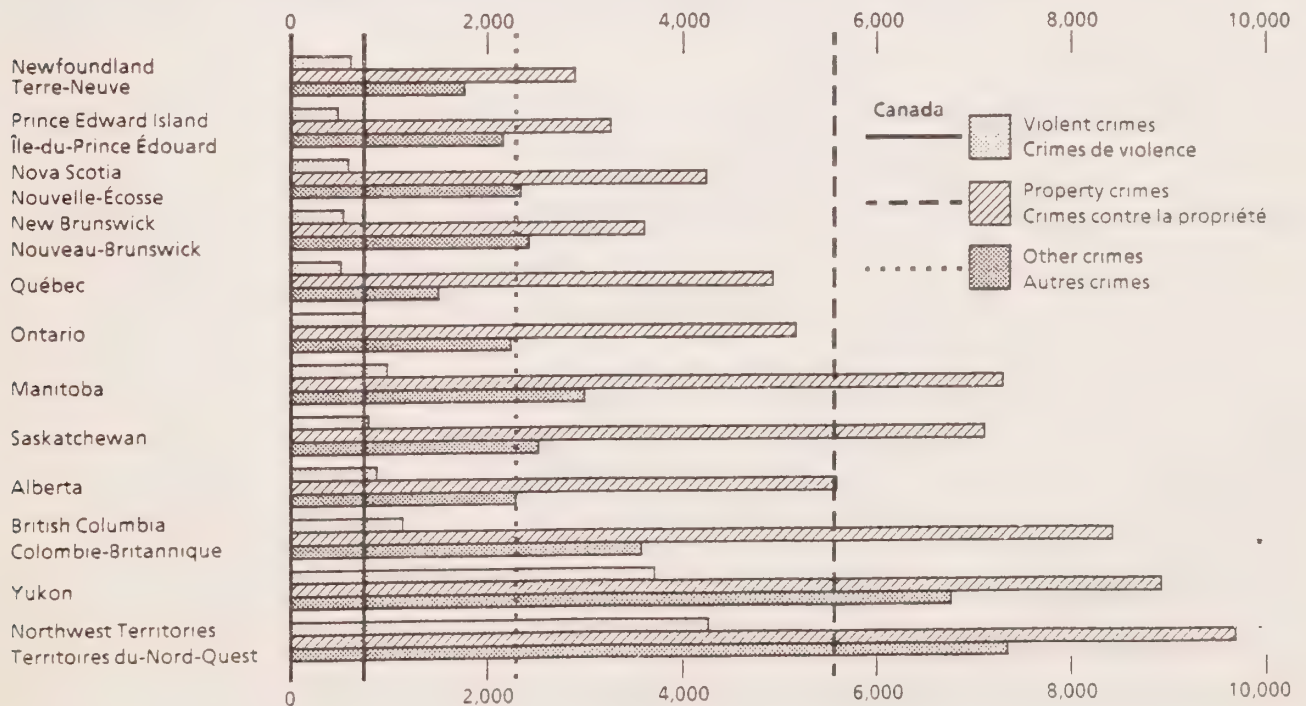 0 2,000 4,000 6,000 8,000 10,000
Newfoundland
Terre-Neuve
Prince Edward Island
Île-du-Prince Édouard
Nova Scotia
Nouvelle-Écosse
New Brunswick
Nouveau-Brunswick
Québec
Ontario
Manitoba
Saskatchewan
Alberta
British Columbia
Colombie-Britannique
Yukon
Northwest Territories
Territoires du-Nord-Quest
Canada
Violent crimes
Crimes de violence
Property crimes
Crimes contre la propriété
Other crimes
Autres crimes
0 2,000 4,000 6,000 8,000 10,000